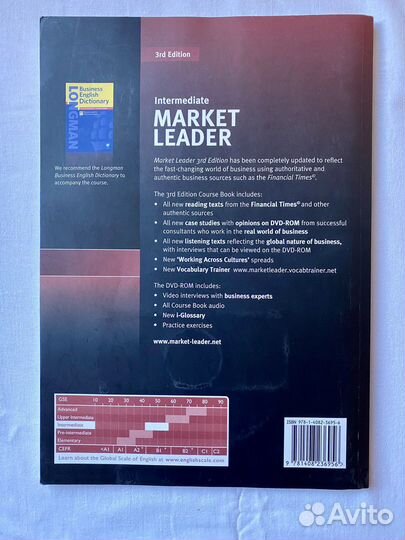 3rd Edition
LONGMAN
Business
English
Dictionary
Intermediate
MARKET
LEADER
We recommend the Longman
Business English Dictionary to
accompany the course.
Market Leader 3rd Edition has been completely updated to reflect
the fast-changing world of business using authoritative and
authentic business sources such as the Financial Times®.
The 3rd Edition Course Book includes:
• All new reading texts from the Financial Times® and other
authentic sources
• All new case studies with opinions on DVD-ROM from successful
consultants who work in the real world of business
• All new listening texts reflecting the global nature of business,
with interviews that can be viewed on the DVD-ROM
• New ‘Working Across Cultures’ spreads
• New Vocabulary Trainer www.marketleader.vocabtrainer.net
The DVD-ROM includes:
• Video interviews with business experts
• All Course Book audio
• New i-Glossary
• Practice exercises
www.market-leader.net
GSE 10 20 30 40 50 60 70 80 90
Advanced
Upper Intermediate
Intermediate
Pre-intermediate
Elementary
CEFR <A1 A1 A2 + B1 + B2 + C1 C2
Learn about the Global Scale of English at www.englishscale.com
ISBN 978-1-4082-3695-6
9 781408 236956
Avito